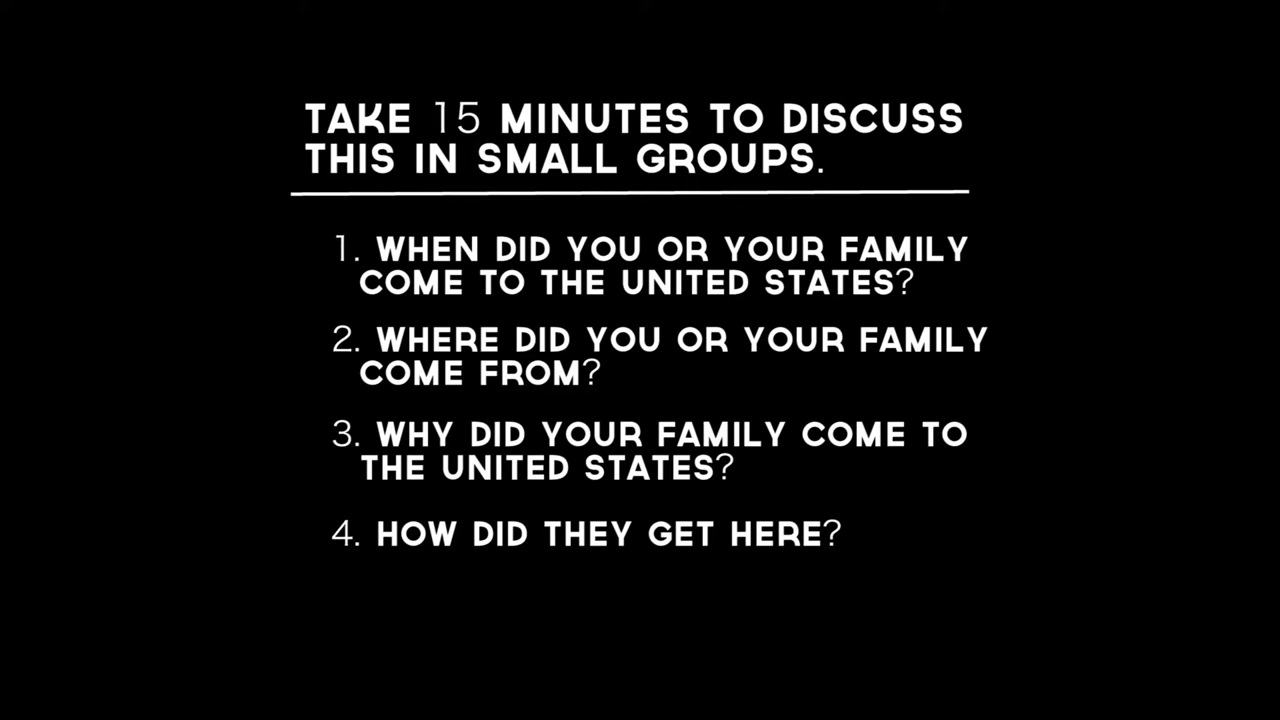 TAKE 15 MINUTES TO DISCUSS
THIS IN SMALL GROUPS.
1. WHEN DID YOU OR YOUR FAMILY
COME TO THE UNITED STATES?
2. WHERE DID YOU OR YOUR FAMILY
COME FROM?
3. WHY DID YOUR FAMILY COME TO
THE UNITED STATES?
4. HOW DID THEY GET HERE?